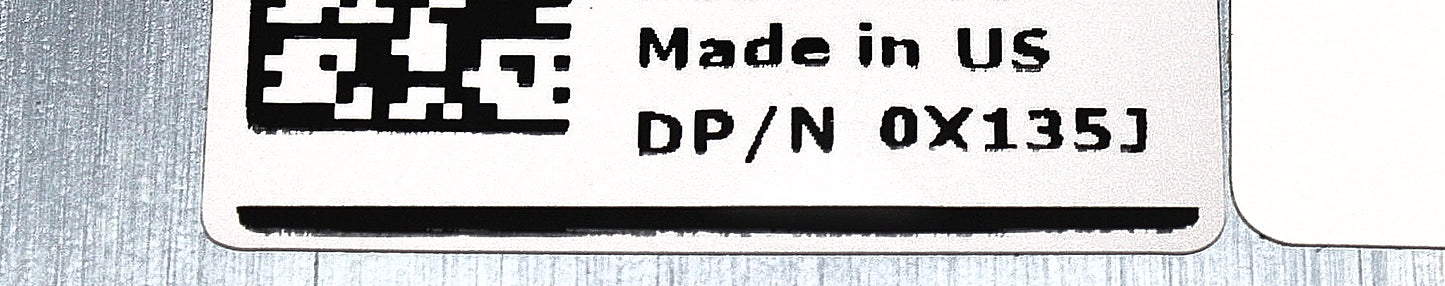 Made in US
DP/N 0X135J